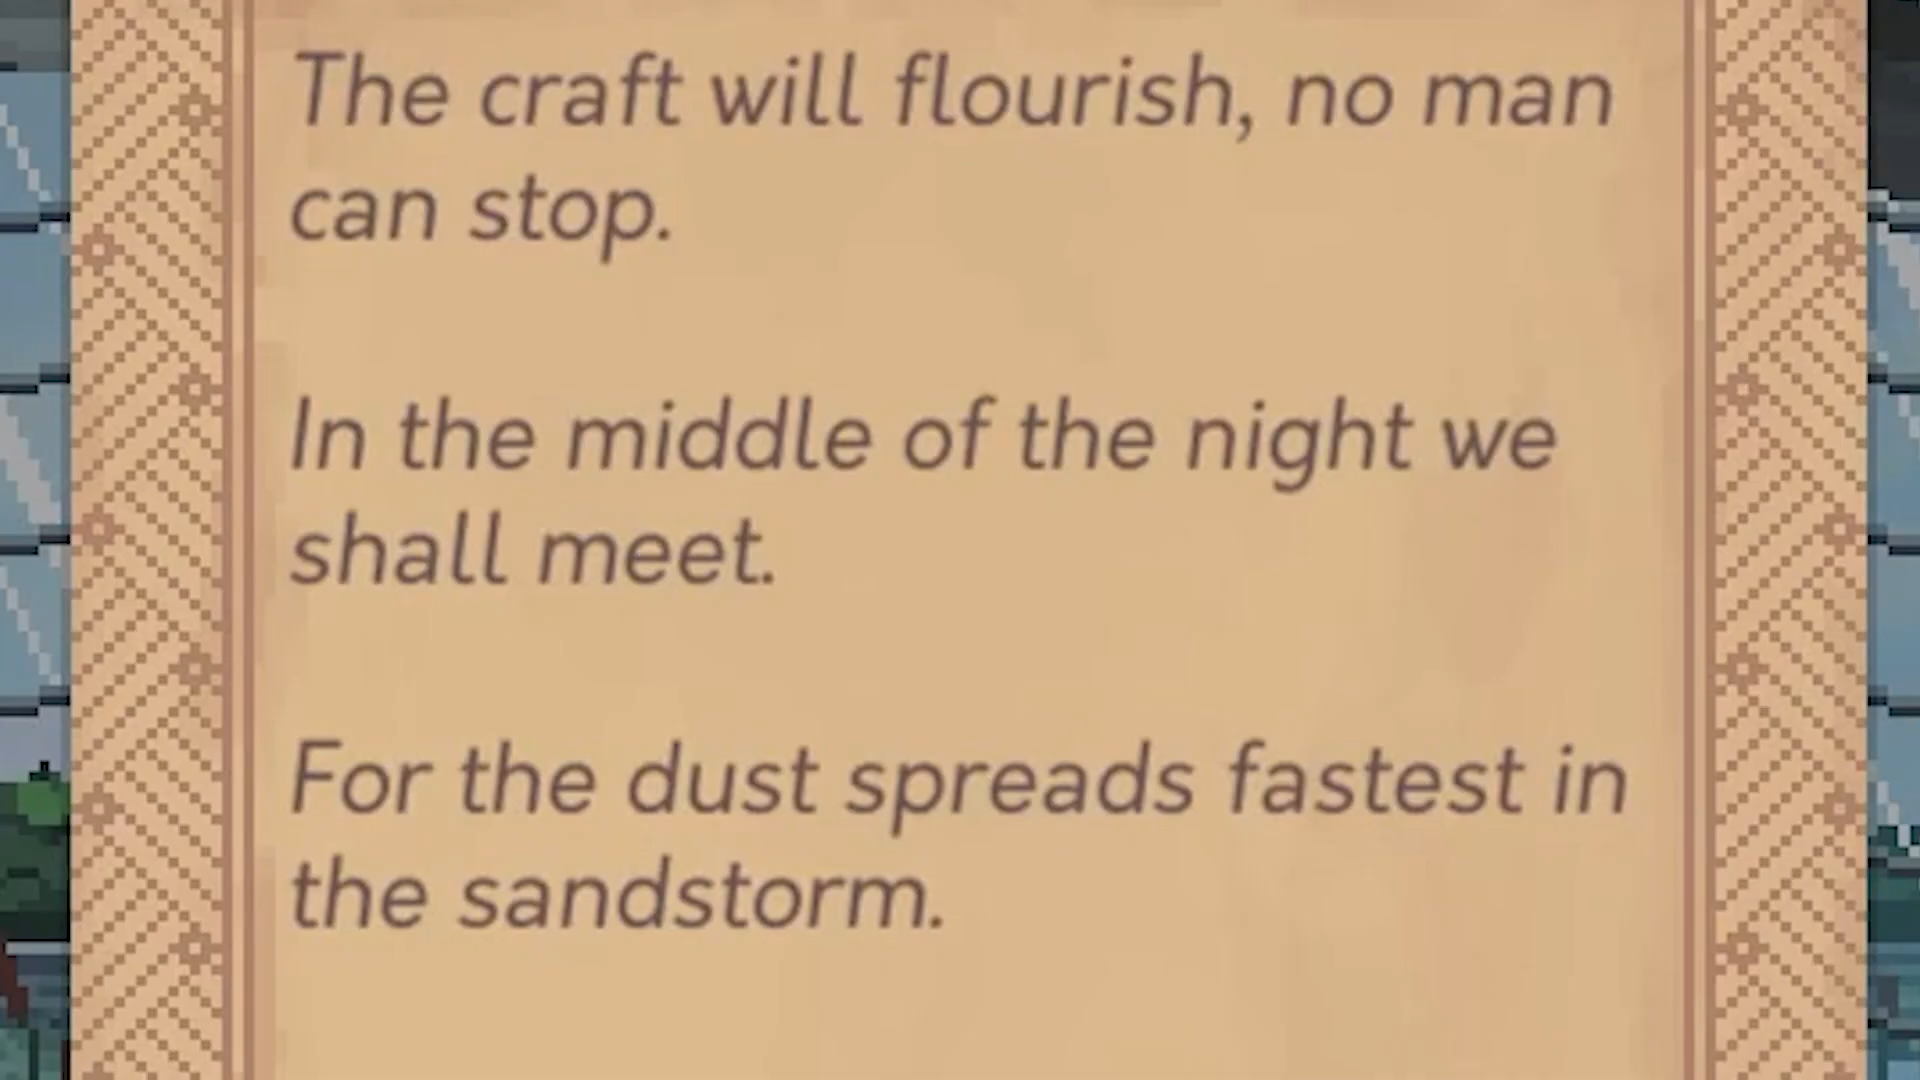 The craft will flourish, no man
can stop.
In the middle of the night we
shall meet.
For the dust spreads fastest in
the sandstorm.